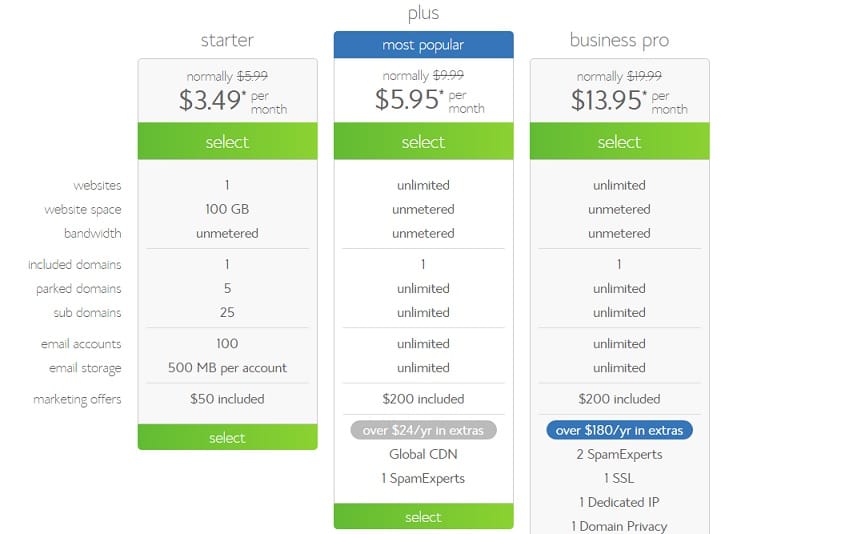 plus
starter
most popular
business pro
normally $5.99
$3.49* per month
normally $9.99
$5.95* per month
normally $19.99
$13.95* per month
select select select
websites 1 unlimited unlimited
website space 100 GB unmetered unmetered
bandwidth unmetered unmetered unmetered
included domains 1 1 1
parked domains 5 unlimited unlimited
sub domains 25 unlimited unlimited
email accounts 100 unlimited unlimited
email storage 500 MB per account unlimited unlimited
marketing offers $50 included $200 included $200 included
select over $24/yr in extras over $180/yr in extras
Global CDN 2 SpamExperts
1 SpamExperts 1 SSL
1 Dedicated IP
select 1 Domain Privacy